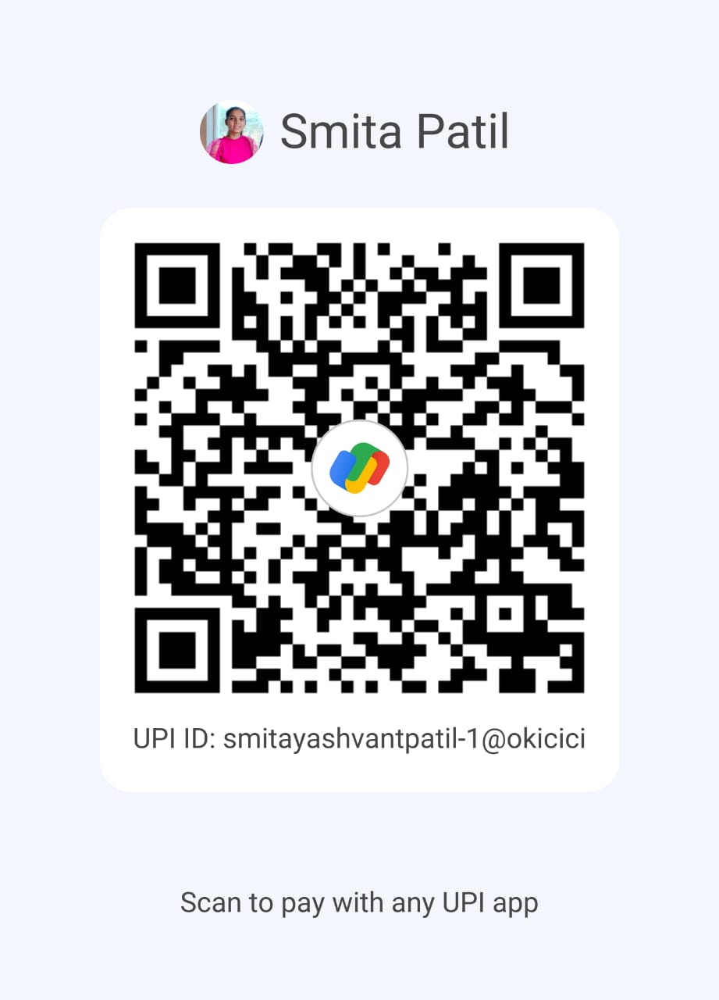 Smita Patil
UPI ID: smitayashvantpatil-1@okicici
Scan to pay with any UPI app